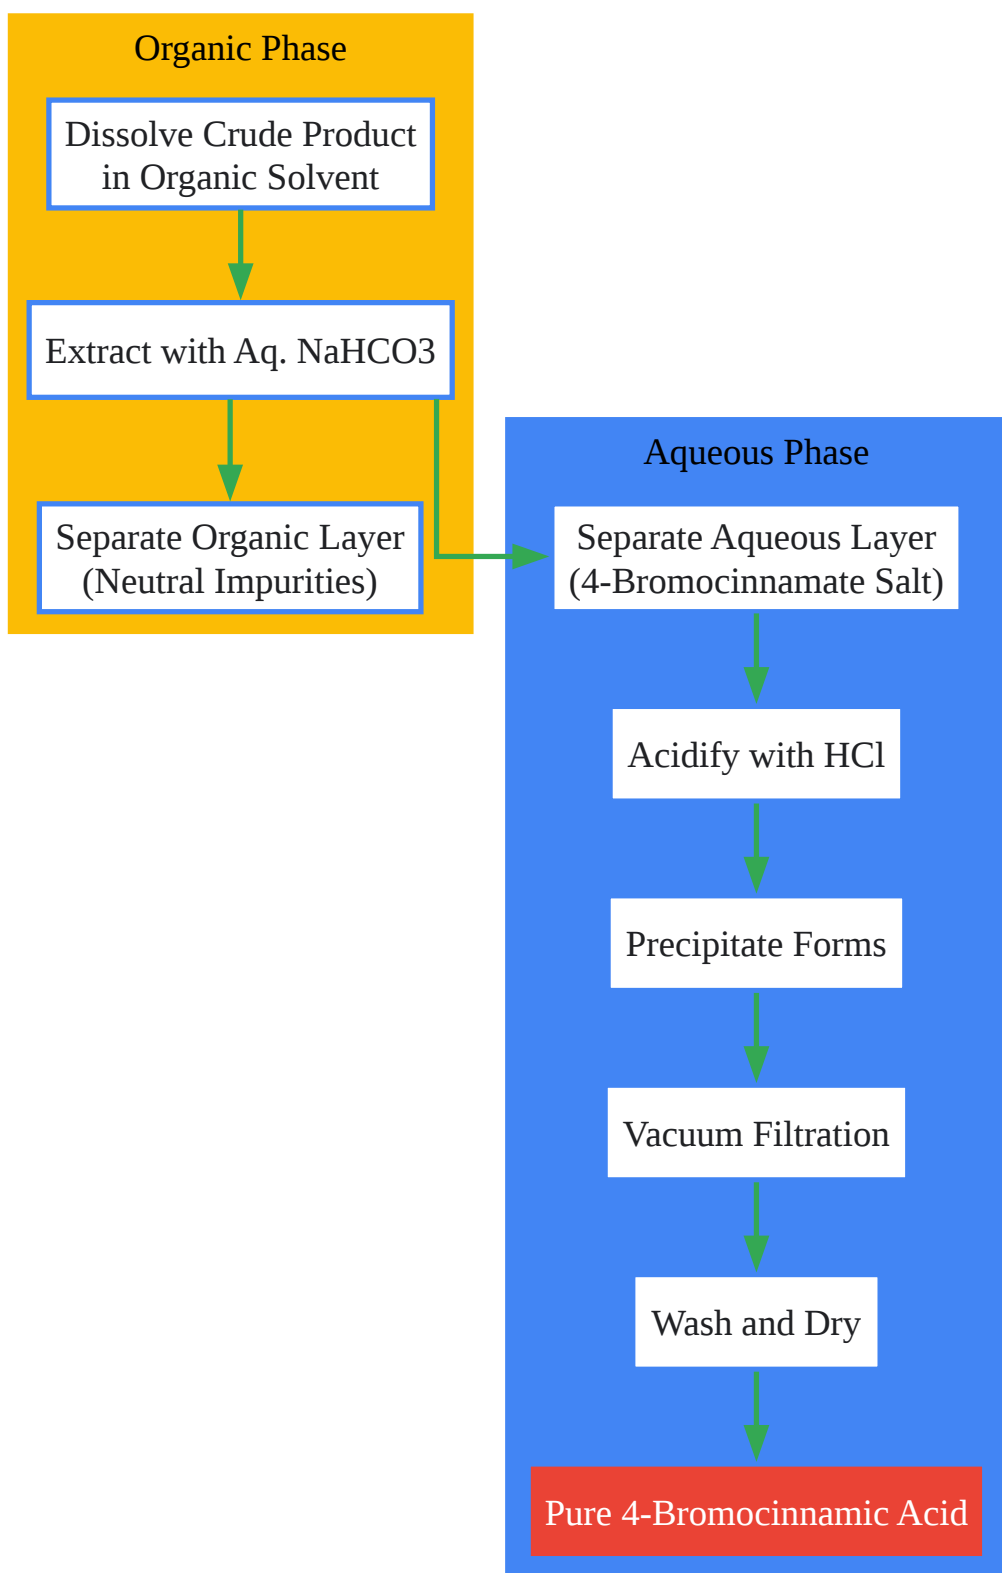 Organic Phase
Dissolve Crude Product
in Organic Solvent
Extract with Aq. NaHCO3
Separate Organic Layer
(Neutral Impurities)
Aqueous Phase
Separate Aqueous Layer
(4-Bromocinnamate Salt)
Acidify with HCl
Precipitate Forms
Vacuum Filtration
Wash and Dry
Pure 4-Bromocinnamic Acid